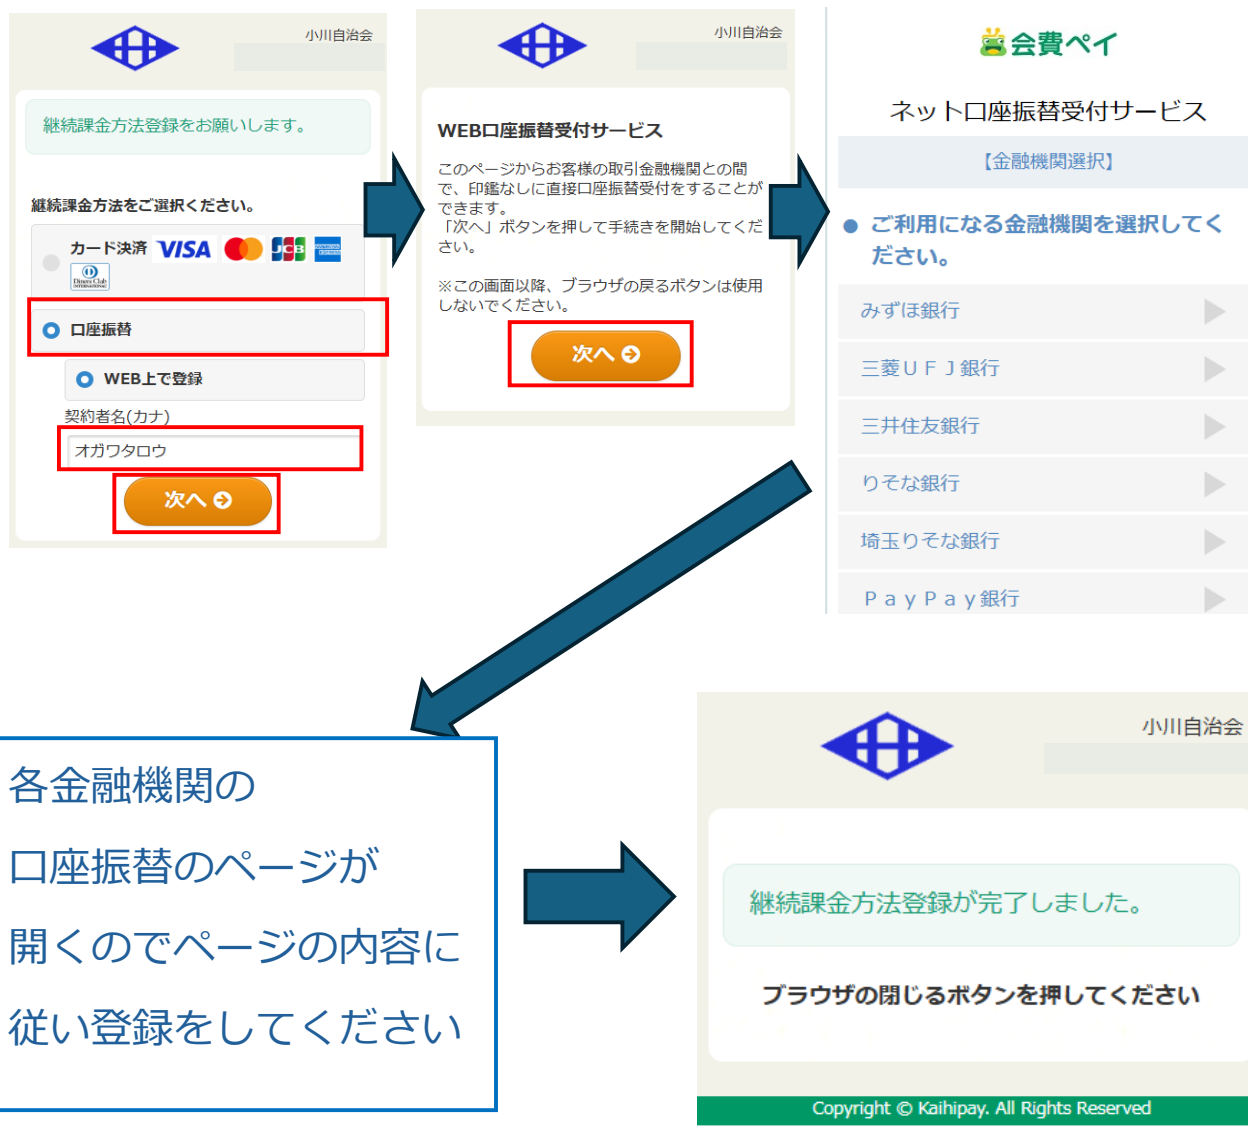 小川自治会
継続課金方法登録をお願いします。
継続課金方法をご選択ください。
カード決済 VISA JCB AMERICAN EXPRESS
Diners Club
INTERNATIONAL
口座振替
WEB上で登録
契約者名(カナ)
オガワタロウ
次へ
小川自治会
WEB口座振替受付サービス
このページからお客様の取引金融機関との間
で、印鑑なしに直接口座振替受付をすることが
できます。
「次へ」ボタンを押して手続きを開始してくだ
さい。
※この画面以降、ブラウザの戻るボタンは使用
しないでください。
次へ
会費ペイ
ネット口座振替受付サービス
【金融機関選択】
● ご利用になる金融機関を選択してく
ださい。
みずほ銀行
三菱ＵＦＪ銀行
三井住友銀行
りそな銀行
埼玉りそな銀行
ＰａｙＰａｙ銀行
各金融機関の
口座振替のページが
開くのでページの内容に
従い登録をしてください
小川自治会
継続課金方法登録が完了しました。
ブラウザの閉じるボタンを押してください
Copyright © Kaihipay. All Rights Reserved